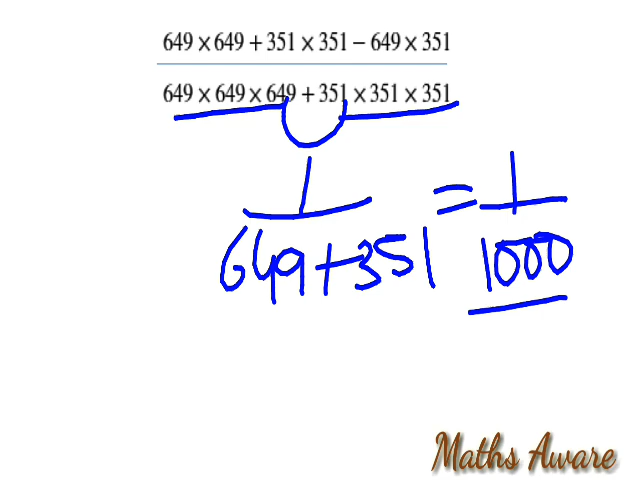 649 × 649 + 351 × 351 – 649 × 351
649 × 649 × 649 + 351 × 351 × 351
1 = 1
649+351 1000
Maths Aware